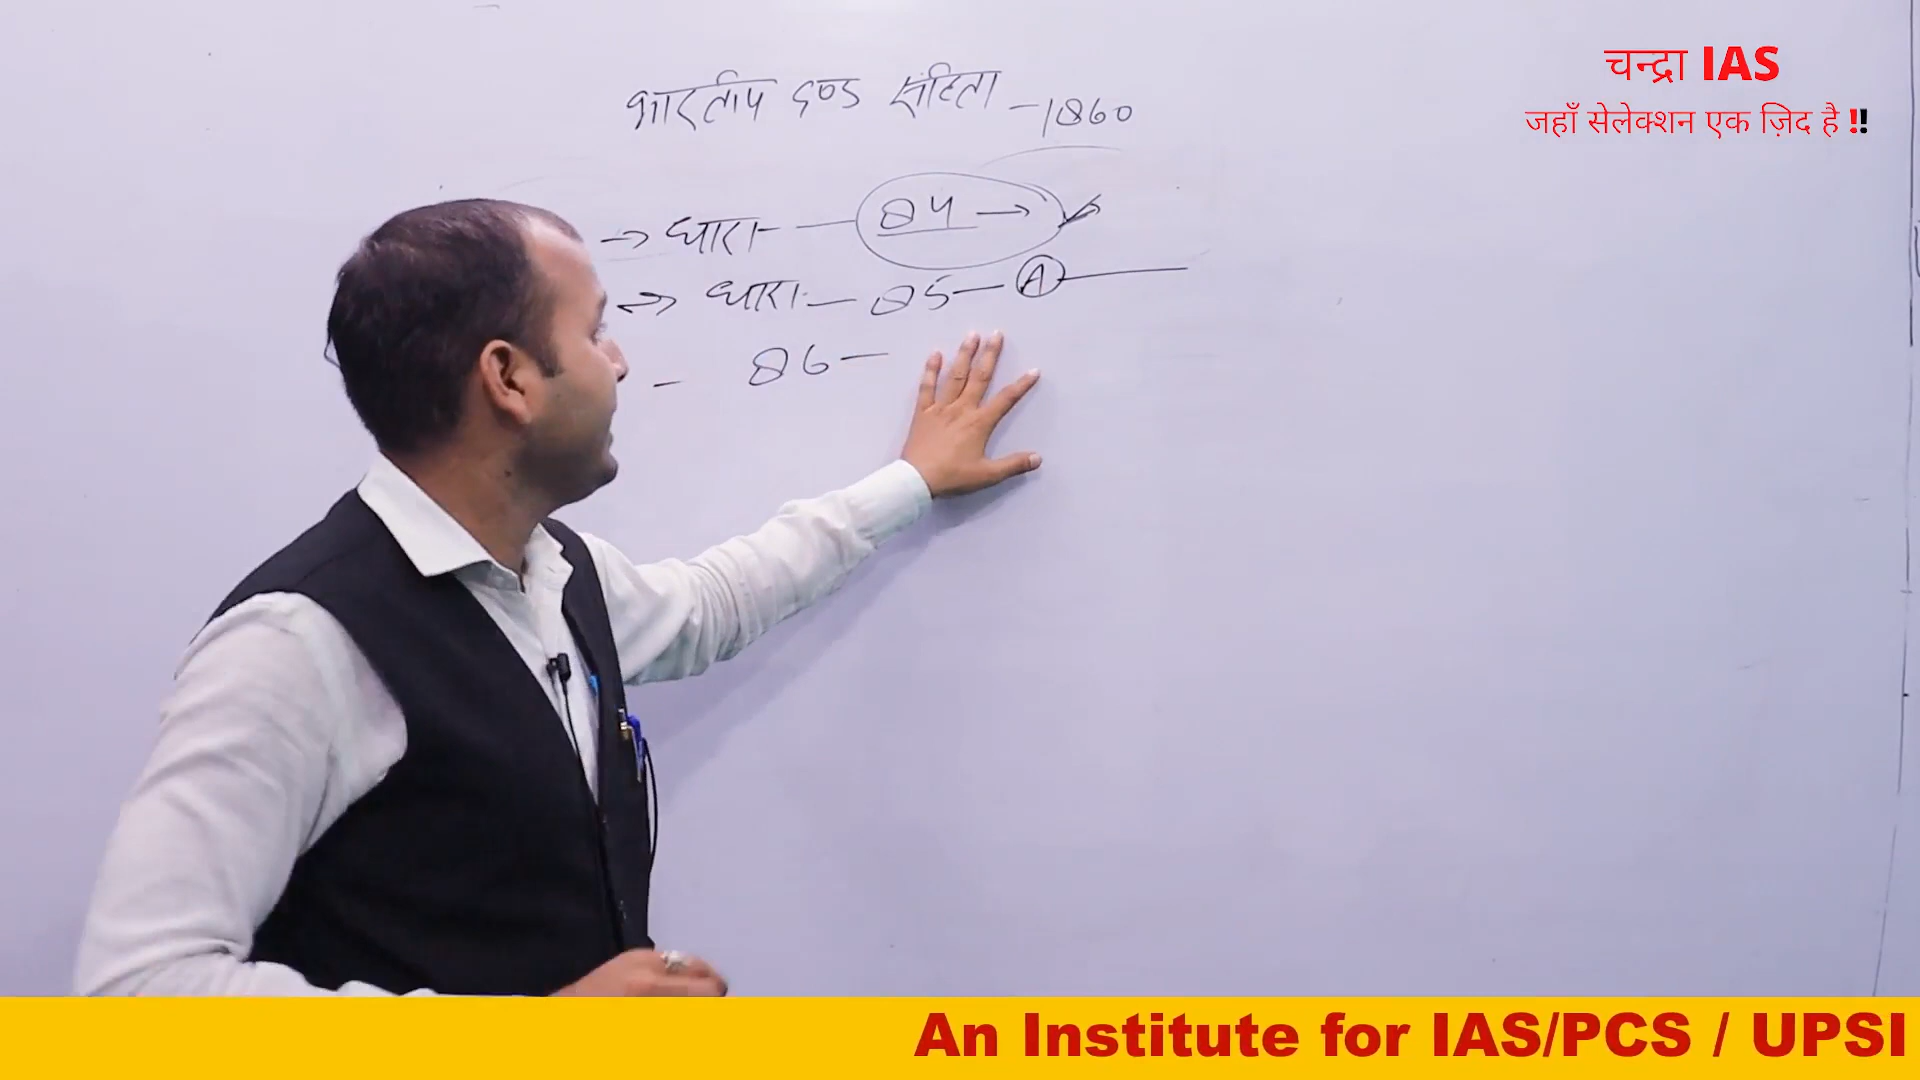 चन्द्रा IAS
जहाँ सेलेक्शन एक ज़िद है !!
भारतीय दण्ड संहिता - 1860
→ धारा - 84 →
→ धारा - 85 - A
- 86 -
An Institute for IAS/PCS / UPSI